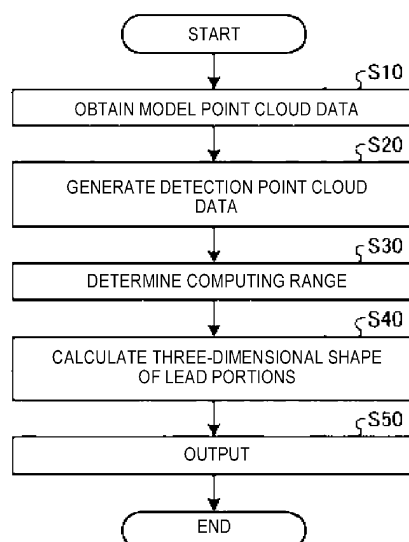 START
S10
OBTAIN MODEL POINT CLOUD DATA
S20
GENERATE DETECTION POINT CLOUD
DATA
S30
DETERMINE COMPUTING RANGE
S40
CALCULATE THREE-DIMENSIONAL SHAPE
OF LEAD PORTIONS
S50
OUTPUT
END